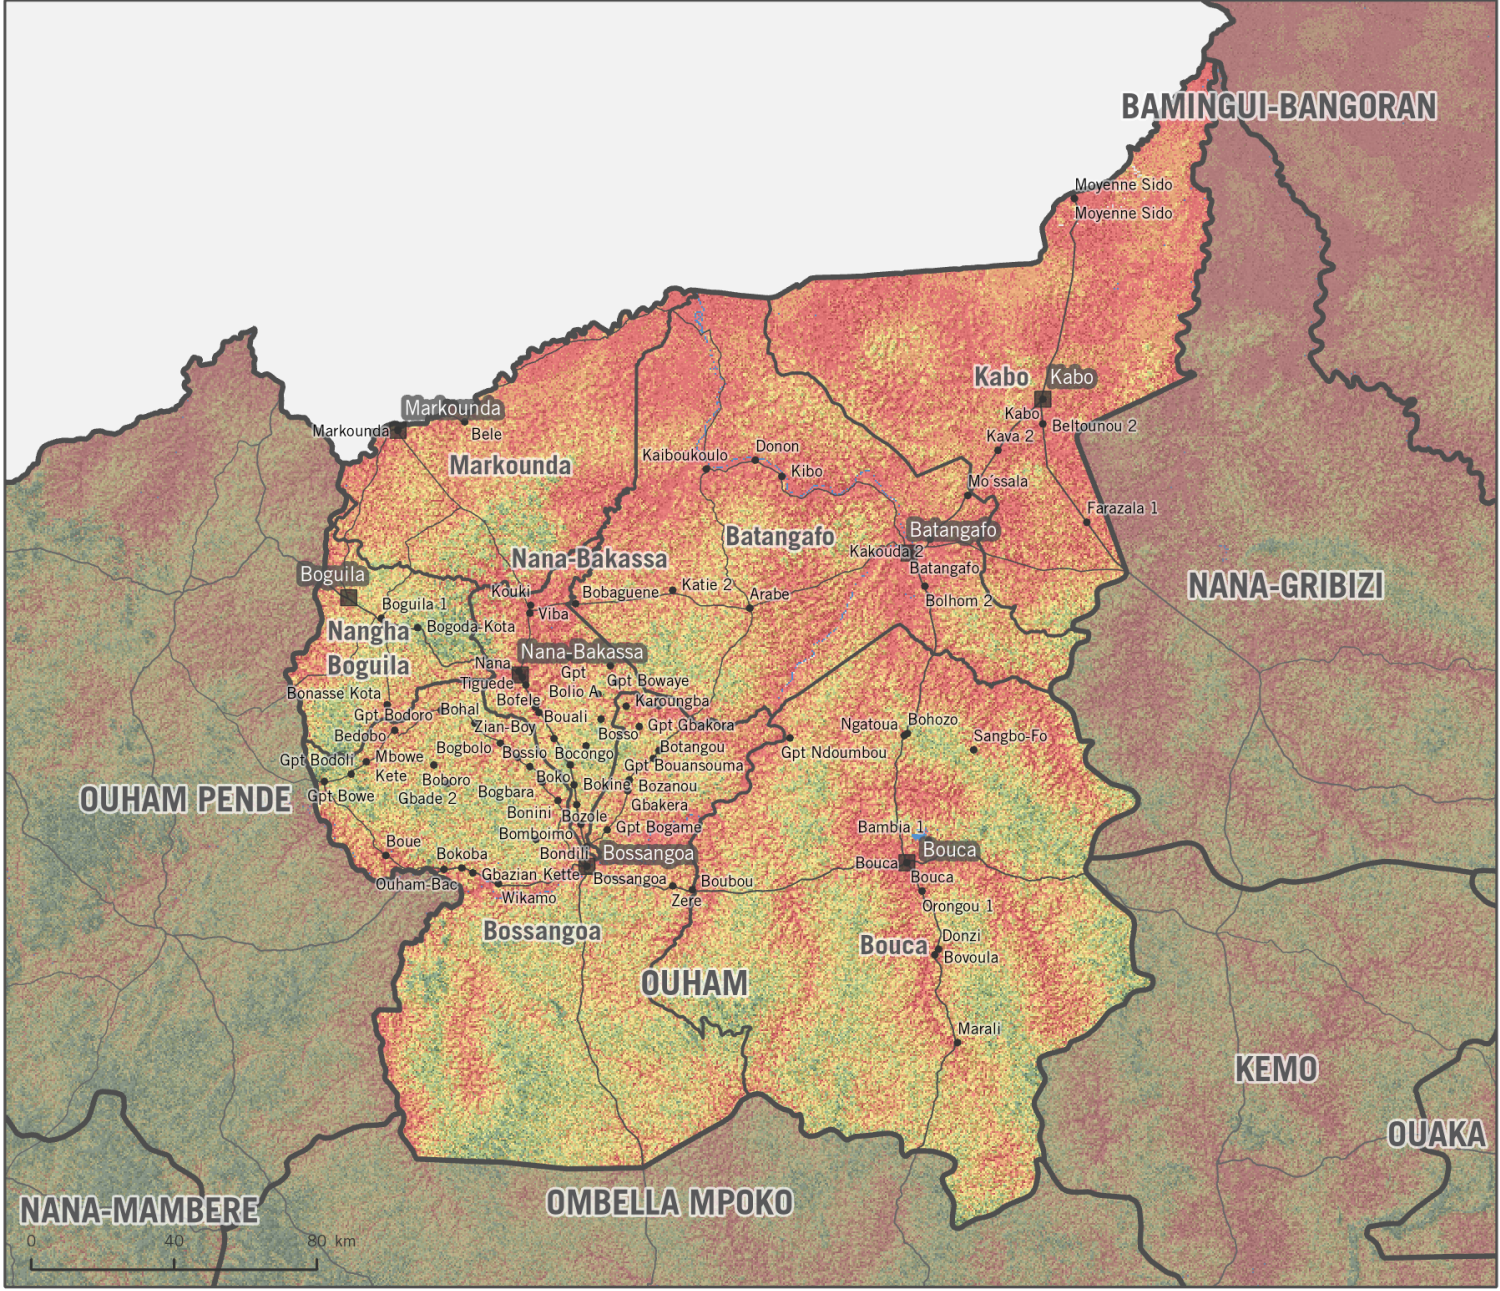 BAMINGUI-BANGORAN
Moyenne Sido
Moyenne Sido
Kabo
Kabo
Markounda
Kabo
Beltounou 2
Markounda
Bele
Kava 2
Donon
Kaiboukoulo
Markounda
Kibo
Mo´ssala
Farazala 1
Batangafo
Batangafo
Kakouda 2
Nana-Bakassa
Batangafo
Boguila
NANA-GRIBIZI
Katie 2
Kouki
Bobaguene
Arabe
Bolhom 2
Boguila 1
Viba
Bogoda-Kota
Nangha
Boguila
Nana-Bakassa
Nana
Gpt
Gpt Bowaye
Tiguede
Bolio A
Bonasse Kota
Bofele
Karoungba
Bohal
Gpt Bodoro
Bouali
Bohozo
Ngatoua
Zian-Boy
Gpt Gbakora
Bosso
Bedobo
Sangbo-Fo
Bogbolo
Botangou
Bossio
Bocongo
Gpt Ndoumbou
Mbowe
Gpt Bodoli
Gpt Bouansouma
Kete
Boboro
Boko
Boking
Bozanou
Gpt Bowe
Gbade 2
Bogbara
OUHAM PENDE
Gbakera
Bonini
Bozole
Gpt Bogame
Bambia 1
Bomboimo
Boue
Bossangoa
Bouca
Bokoba
Bondili
Bouca
Gbazian Kette
Bossangoa
Boubou
Bouca
Ouham-Bac
Wikamo
Zere
Orongou 1
Bossangoa
Donzi
Bouca
Bovoula
OUHAM
Marali
KEMO
OUAKA
OMBELLA MPOKO
NANA-MAMBERE
0 40 80 km